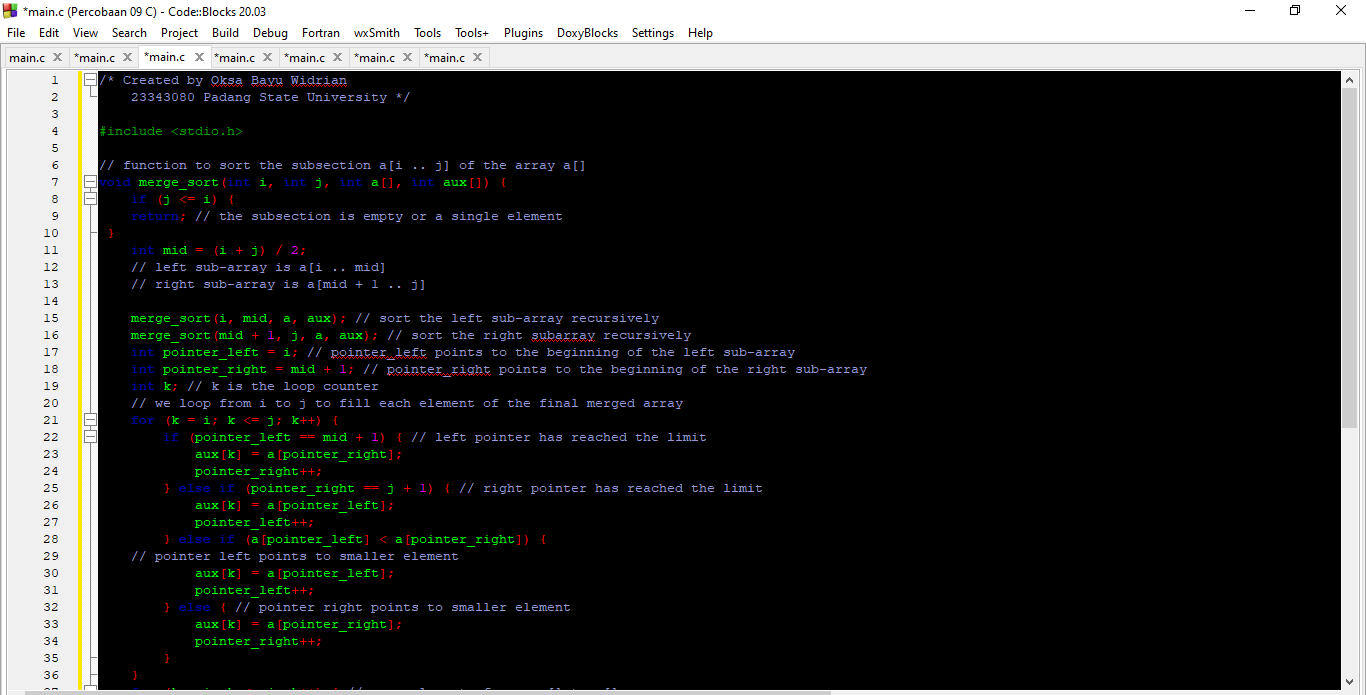 *main.c (Percobaan 09 C) - Code::Blocks 20.03
File Edit View Search Project Build Debug Fortran wxSmith Tools Tools+ Plugins DoxyBlocks Settings Help
main.c *main.c *main.c *main.c *main.c *main.c *main.c
1 /* Created by Oksa Bayu Widrian
2     23343080 Padang State University */
3
4 #include <stdio.h>
5
6 // function to sort the subsection a[i .. j] of the array a[]
7 void merge_sort(int i, int j, int a[], int aux[]) {
8     if (j <= i) {
9     return; // the subsection is empty or a single element
10  }
11     int mid = (i + j) / 2;
12     // left sub-array is a[i .. mid]
13     // right sub-array is a[mid + 1 .. j]
14
15     merge_sort(i, mid, a, aux); // sort the left sub-array recursively
16     merge_sort(mid + 1, j, a, aux); // sort the right subarray recursively
17     int pointer_left = i; // pointer_left points to the beginning of the left sub-array
18     int pointer_right = mid + 1; // pointer_right points to the beginning of the right sub-array
19     int k; // k is the loop counter
20     // we loop from i to j to fill each element of the final merged array
21     for (k = i; k <= j; k++) {
22         if (pointer_left == mid + 1) { // left pointer has reached the limit
23             aux[k] = a[pointer_right];
24             pointer_right++;
25         } else if (pointer_right == j + 1) { // right pointer has reached the limit
26             aux[k] = a[pointer_left];
27             pointer_left++;
28         } else if (a[pointer_left] < a[pointer_right]) {
29     // pointer left points to smaller element
30             aux[k] = a[pointer_left];
31             pointer_left++;
32         } else { // pointer right points to smaller element
33             aux[k] = a[pointer_right];
34             pointer_right++;
35         }
36     }